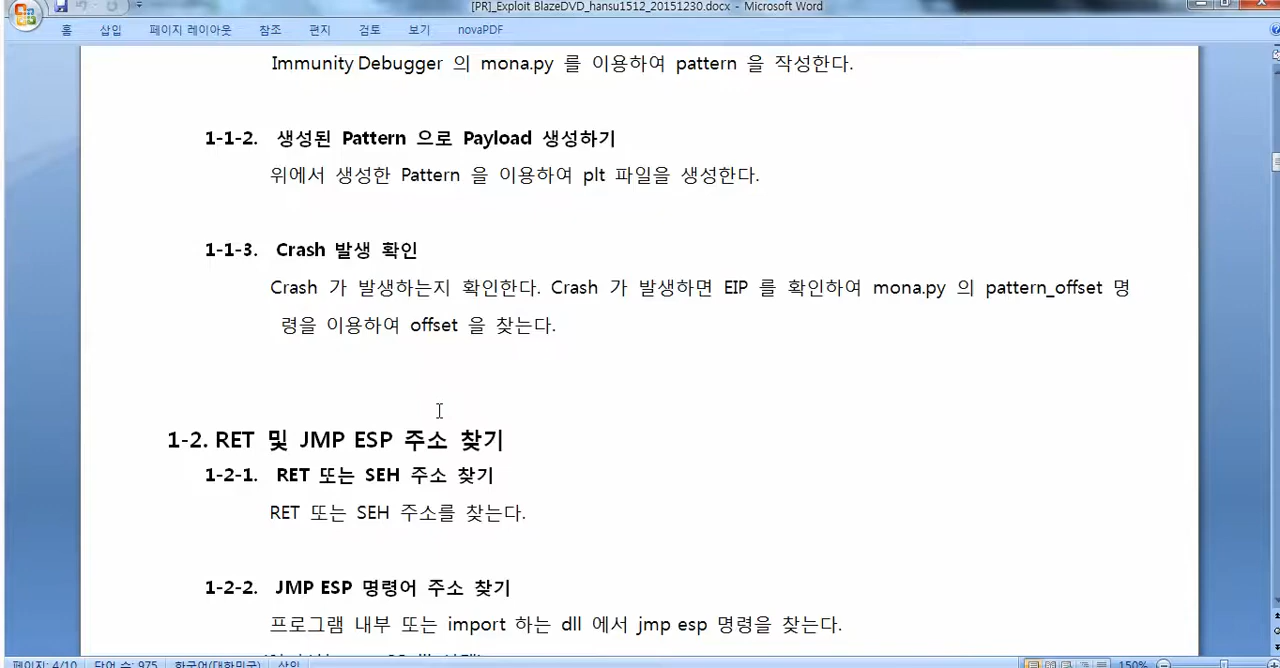 [PR]_Exploit BlazeDVD_hansu1512_20151230.docx - Microsoft Word
홈 삽입 페이지 레이아웃 참조 편지 검토 보기 novaPDF
Immunity Debugger 의 mona.py 를 이용하여 pattern 을 작성한다.
1-1-2. 생성된 Pattern 으로 Payload 생성하기
위에서 생성한 Pattern 을 이용하여 plt 파일을 생성한다.
1-1-3. Crash 발생 확인
Crash 가 발생하는지 확인한다. Crash 가 발생하면 EIP 를 확인하여 mona.py 의 pattern_offset 명
령을 이용하여 offset 을 찾는다.
1-2. RET 및 JMP ESP 주소 찾기
1-2-1. RET 또는 SEH 주소 찾기
RET 또는 SEH 주소를 찾는다.
1-2-2. JMP ESP 명령어 주소 찾기
프로그램 내부 또는 import 하는 dll 에서 jmp esp 명령을 찾는다.
페이지: 4/10 단어 수: 975 한국어(대한민국) 삽입 150%